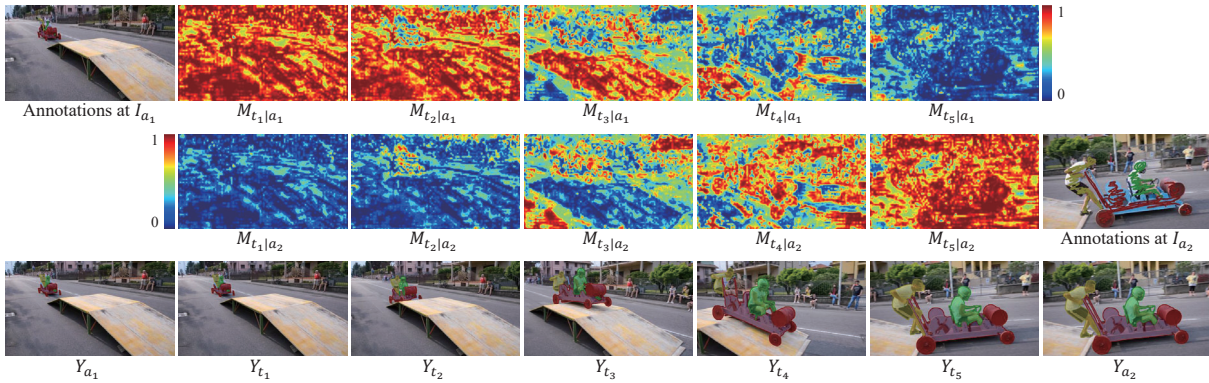 1
Annotations at $I_{a_1}$ $M_{t_1|a_1}$ $M_{t_2|a_1}$ $M_{t_3|a_1}$ $M_{t_4|a_1}$ $M_{t_5|a_1}$ 0
1
0
$M_{t_1|a_2}$ $M_{t_2|a_2}$ $M_{t_3|a_2}$ $M_{t_4|a_2}$ $M_{t_5|a_2}$ Annotations at $I_{a_2}$
$Y_{a_1}$ $Y_{t_1}$ $Y_{t_2}$ $Y_{t_3}$ $Y_{t_4}$ $Y_{t_5}$ $Y_{a_2}$